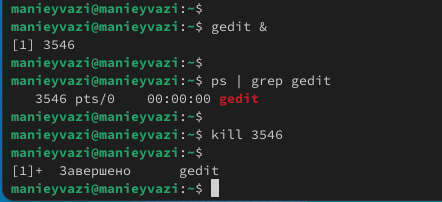 manieyvazi@manieyvazi:~$
manieyvazi@manieyvazi:~$ gedit &
[1] 3546
manieyvazi@manieyvazi:~$
manieyvazi@manieyvazi:~$ ps | grep gedit
   3546 pts/0    00:00:00 gedit
manieyvazi@manieyvazi:~$
manieyvazi@manieyvazi:~$ kill 3546
manieyvazi@manieyvazi:~$
[1]+  Завершено      gedit
manieyvazi@manieyvazi:~$